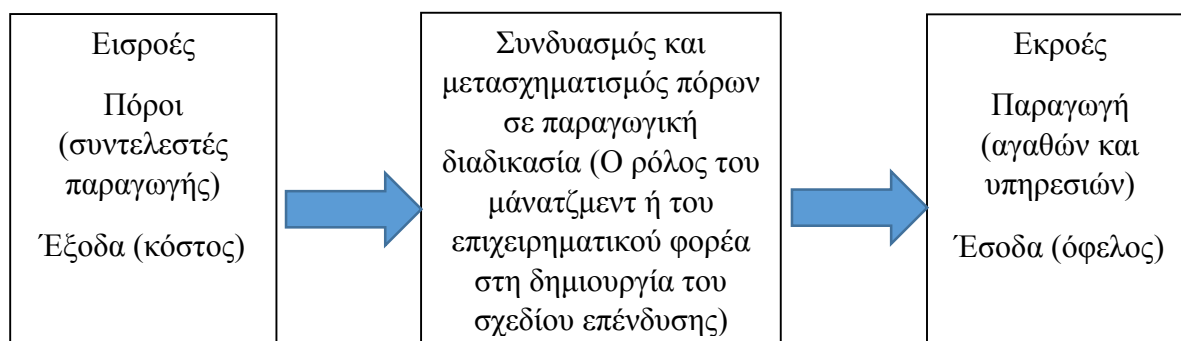 Εισροές
Πόροι
(συντελεστές
παραγωγής)
Έξοδα (κόστος)
Συνδυασμός και
μετασχηματισμός πόρων
σε παραγωγική
διαδικασία (Ο ρόλος του
μάνατζμεντ ή του
επιχειρηματικού φορέα
στη δημιουργία του
σχεδίου επένδυσης)
Εκροές
Παραγωγή
(αγαθών και
υπηρεσιών)
Έσοδα (όφελος)